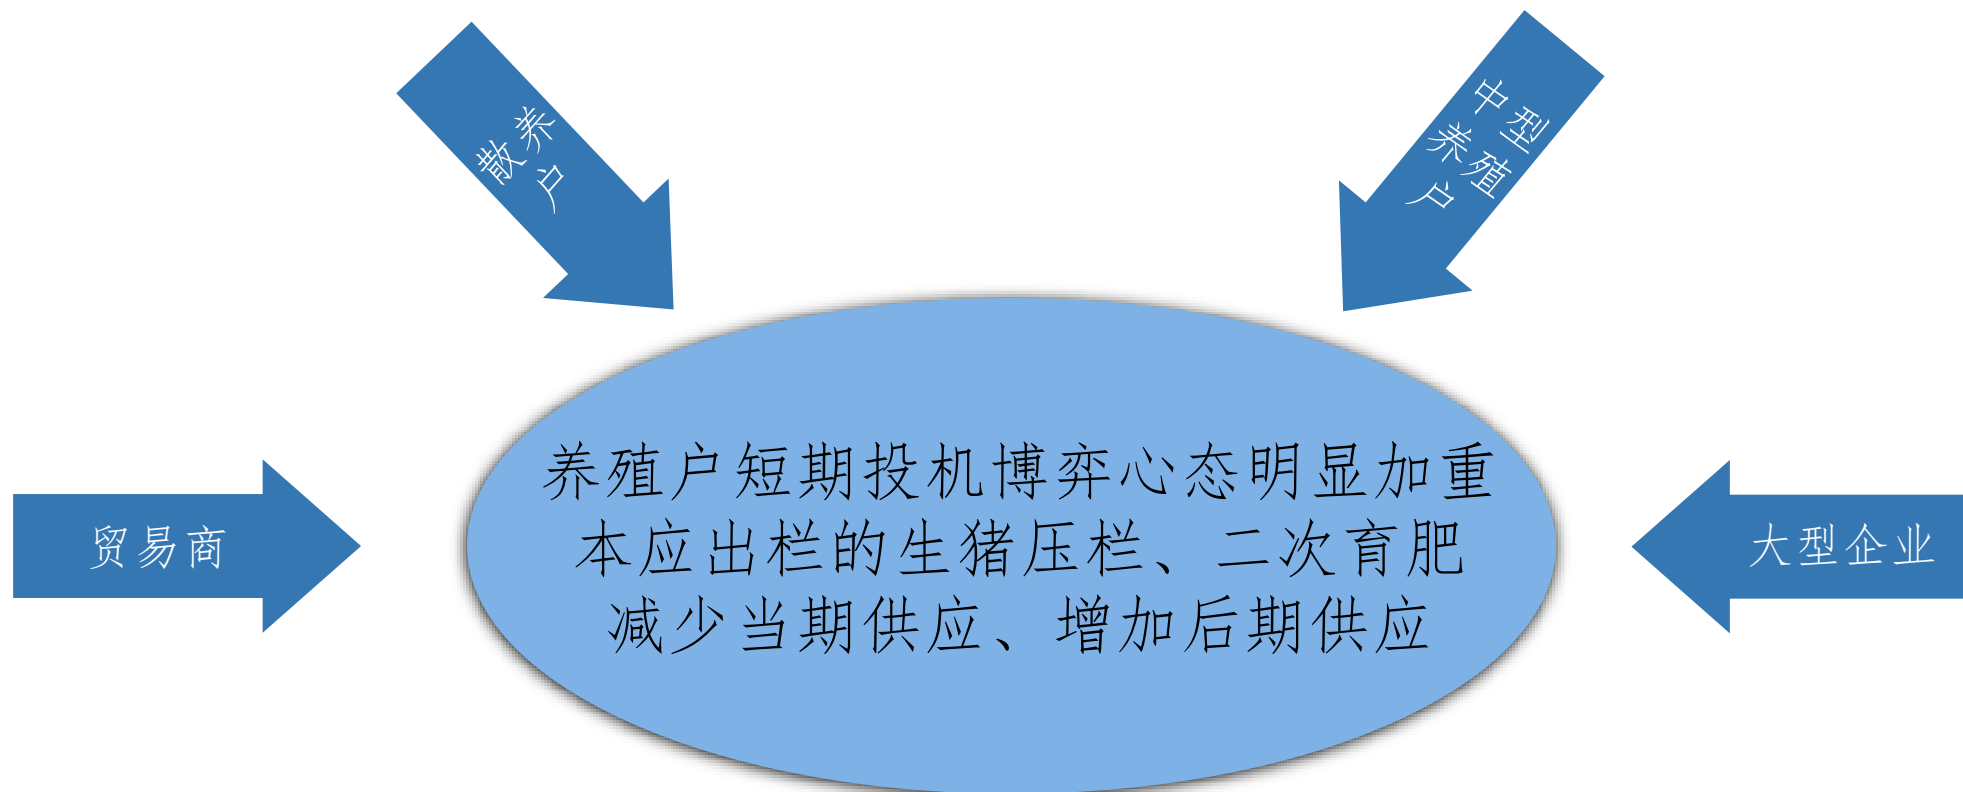 散养
户
中型
养殖
户
养殖户短期投机博弈心态明显加重
本应出栏的生猪压栏、二次育肥
减少当期供应、增加后期供应
贸易商
大型企业